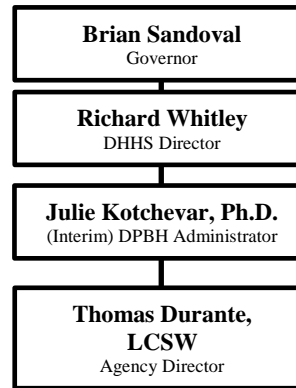 Brian Sandoval
Governor
Richard Whitley
DHHS Director
Julie Kotchevar, Ph.D.
(Interim) DPBH Administrator
Thomas Durante,
LCSW
Agency Director